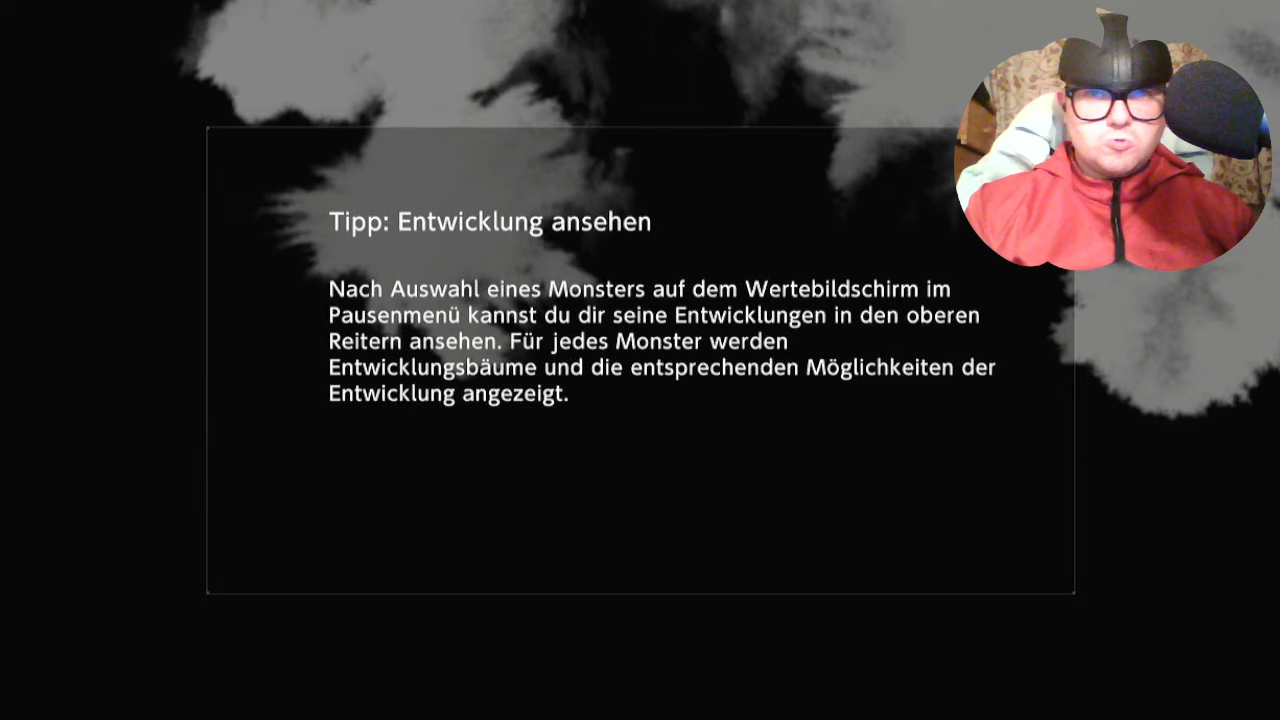 Tipp: Entwicklung ansehen
Nach Auswahl eines Monsters auf dem Wertebildschirm im
Pausenmenü kannst du dir seine Entwicklungen in den oberen
Reitern ansehen. Für jedes Monster werden
Entwicklungsbäume und die entsprechenden Möglichkeiten der
Entwicklung angezeigt.